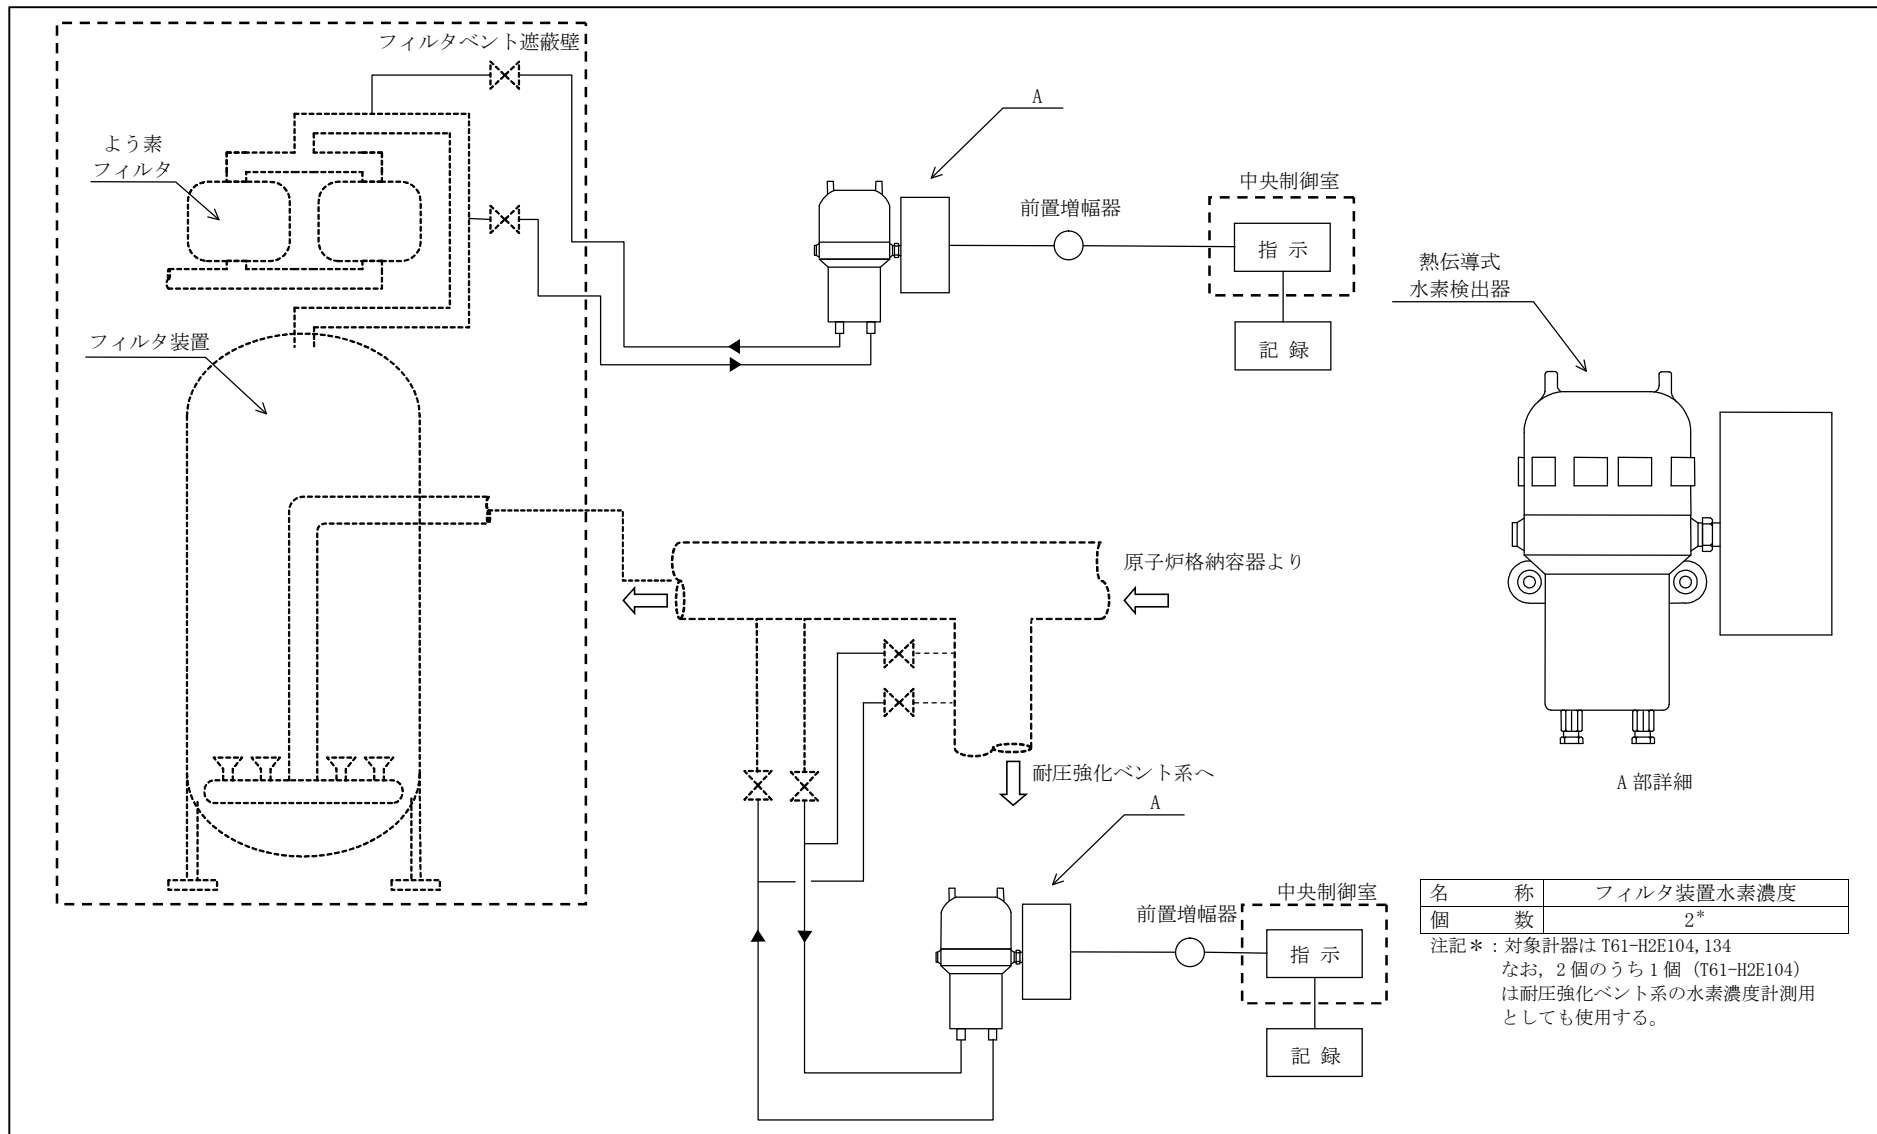 フィルタベント遮蔽壁
よう素
フィルタ
フィルタ装置
A
前置増幅器
中央制御室
指 示
記 録
熱伝導式
水素検出器
原子炉格納容器より
耐圧強化ベント系へ
A
前置増幅器
中央制御室
指 示
記 録
A 部詳細
名 称 フィルタ装置水素濃度
個 数 2*
注記＊：対象計器は T61-H2E104, 134
なお，2 個のうち 1 個（T61-H2E104）
は耐圧強化ベント系の水素濃度計測用
としても使用する。